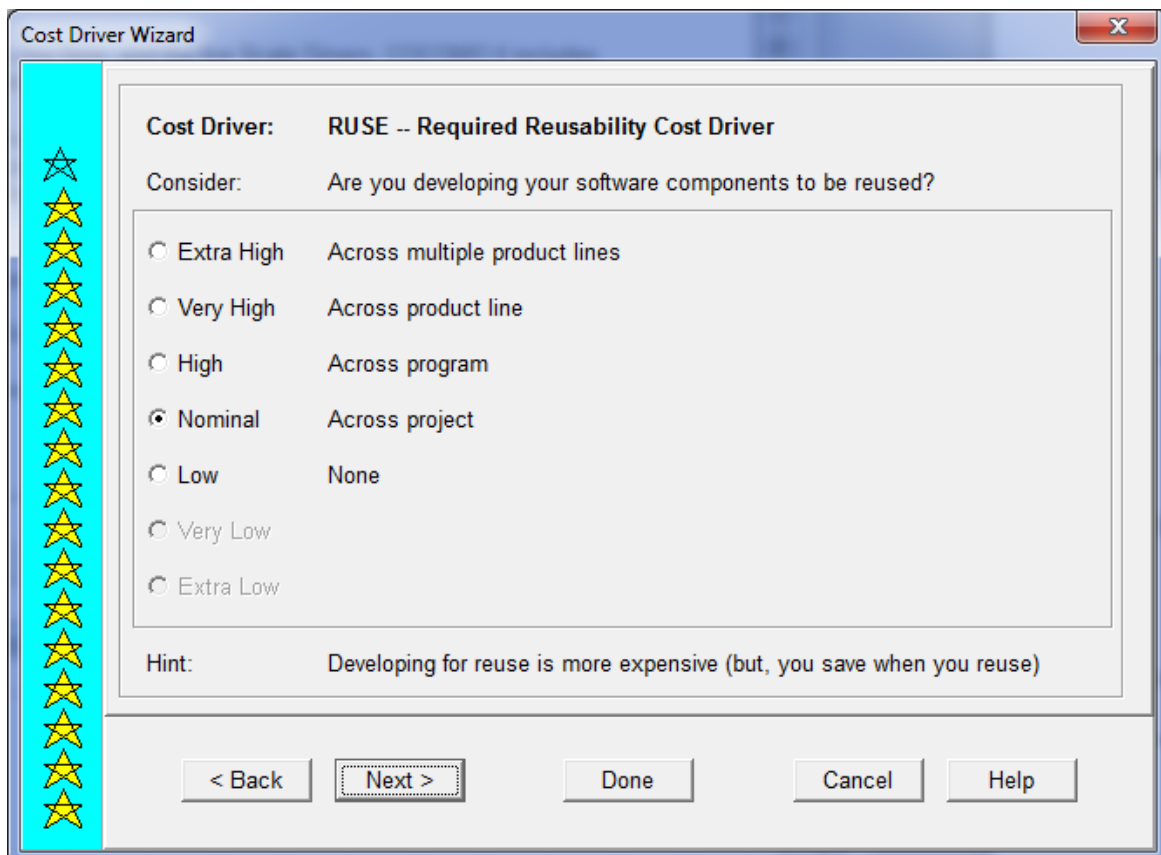 Cost Driver Wizard
Cost Driver: RUSE -- Required Reusability Cost Driver
Consider: Are you developing your software components to be reused?
Extra High Across multiple product lines
Very High Across product line
High Across program
Nominal Across project
Low None
Very Low
Extra Low
Hint: Developing for reuse is more expensive (but, you save when you reuse)
< Back Next > Done Cancel Help